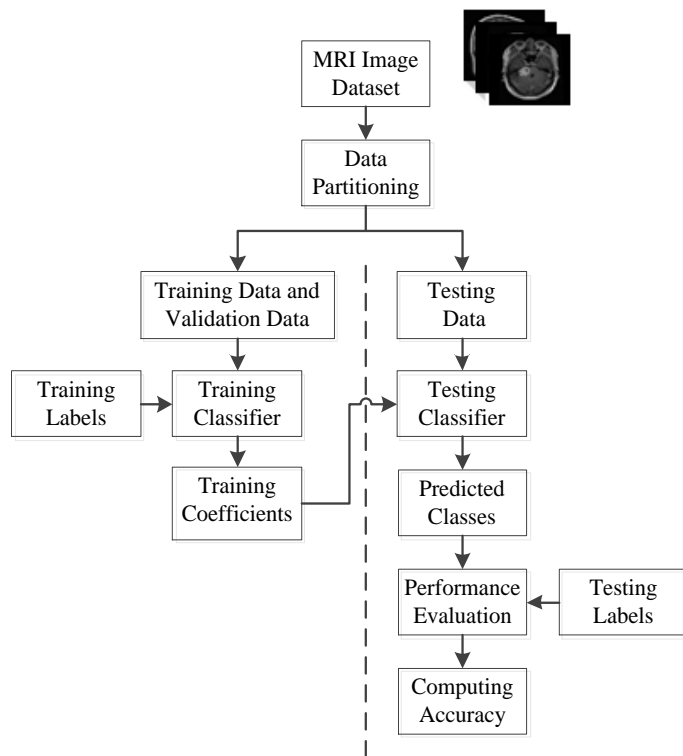 MRI Image
Dataset
Data
Partitioning
Training Data and
Validation Data
Testing
Data
Training
Labels
Training
Classifier
Testing
Classifier
Training
Coefficients
Predicted
Classes
Performance
Evaluation
Testing
Labels
Computing
Accuracy